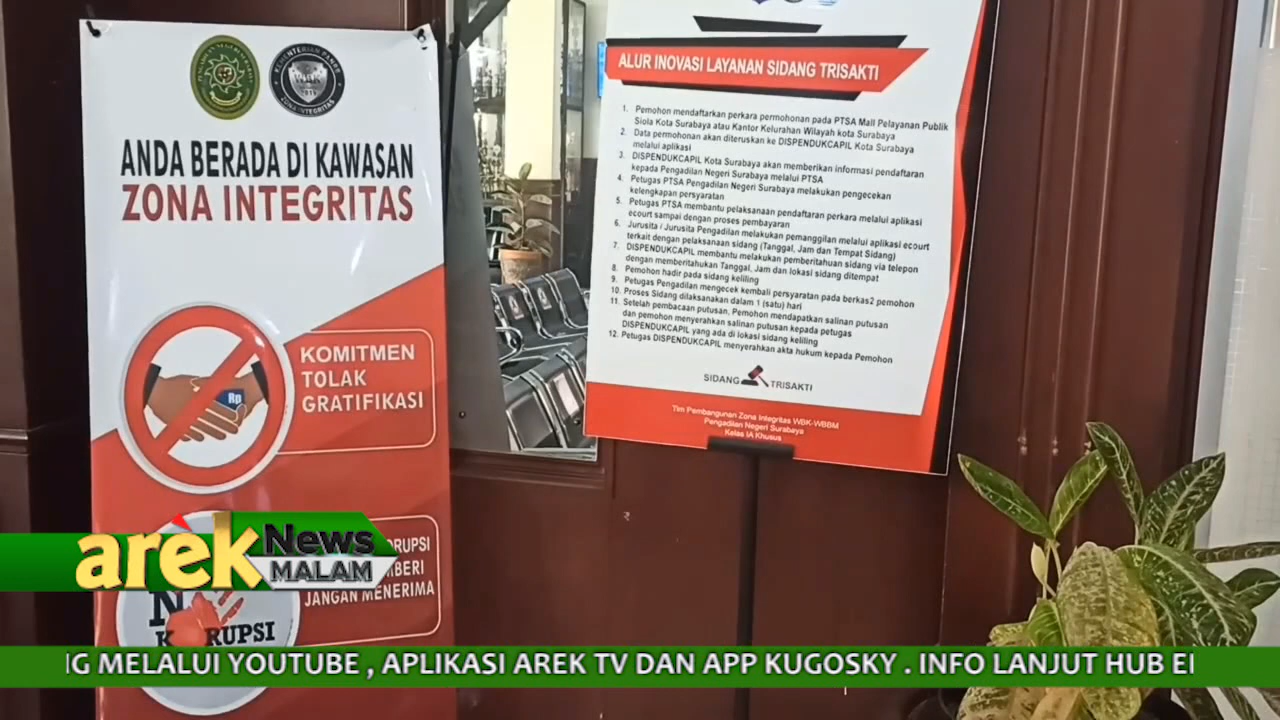 ANDA BERADA DI KAWASAN
ZONA INTEGRITAS
KOMITMEN
TOLAK
GRATIFIKASI
Rp
JANGAN MENERIMA
ALUR INOVASI LAYANAN SIDANG TRISAKTI
1. Pemohon mendaftarkan perkara permohonan pada PTSA Mall Pelayanan Publik
Siola Kota Surabaya atau Kantor Kelurahan Wilayah kota Surabaya
2. Data permohonan akan diteruskan ke DISPENDUKCAPIL Kota Surabaya
melalui aplikasi
3. DISPENDUKCAPIL Kota Surabaya akan memberikan informasi pendaftaran
kepada Pengadilan Negeri Surabaya melalui PTSA
4. Petugas PTSA Pengadilan Negeri Surabaya melakukan pengecekan
kelengkapan persyaratan
5. Petugas PTSA membantu pelaksanaan pendaftaran perkara melalui aplikasi
ecourt sampai dengan proses pembayaran
6. Jurusita / Jurusita Pengadilan melakukan pemanggilan melalui aplikasi ecourt
terkait dengan pelaksanaan sidang (Tanggal, Jam dan Tempat Sidang)
7. DISPENDUKCAPIL membantu melakukan pemberitahuan sidang via telepon
dengan memberitahukan Tanggal, Jam dan lokasi sidang ditempat
8. Pemohon hadir pada sidang keliling
9. Petugas Pengadilan mengecek kembali persyaratan pada berkas2 pemohon
10. Proses Sidang dilaksanakan dalam 1 (satu) hari
11. Setelah pembacaan putusan, Pemohon mendapatkan salinan putusan
dan pemohon menyerahkan salinan putusan kepada petugas
DISPENDUKCAPIL yang ada di lokasi sidang keliling
12. Petugas DISPENDUKCAPIL menyerahkan akta hukum kepada Pemohon
SIDANG TRISAKTI
Tim Pembangunan Zona Integritas WBK-WBBM
Pengadilan Negeri Surabaya
Kelas IA Khusus
arèk News
MALAM
NG MELALUI YOUTUBE , APLIKASI AREK TV DAN APP KUGOSKY . INFO LANJUT HUB